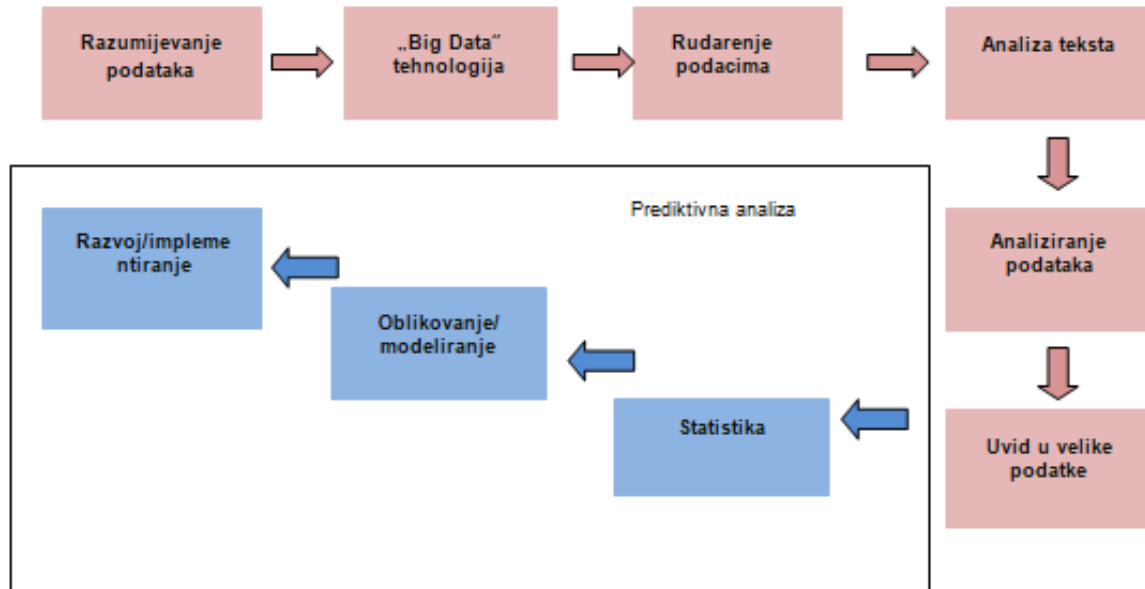 Razumijevanje
podataka
„Big Data“
tehnologija
Rudarenje
podacima
Analiza teksta
Prediktivna analiza
Razvoj/impleme
ntiranje
Analiziranje
podataka
Oblikovanje/
modeliranje
Statistika
Uvid u velike
podatke